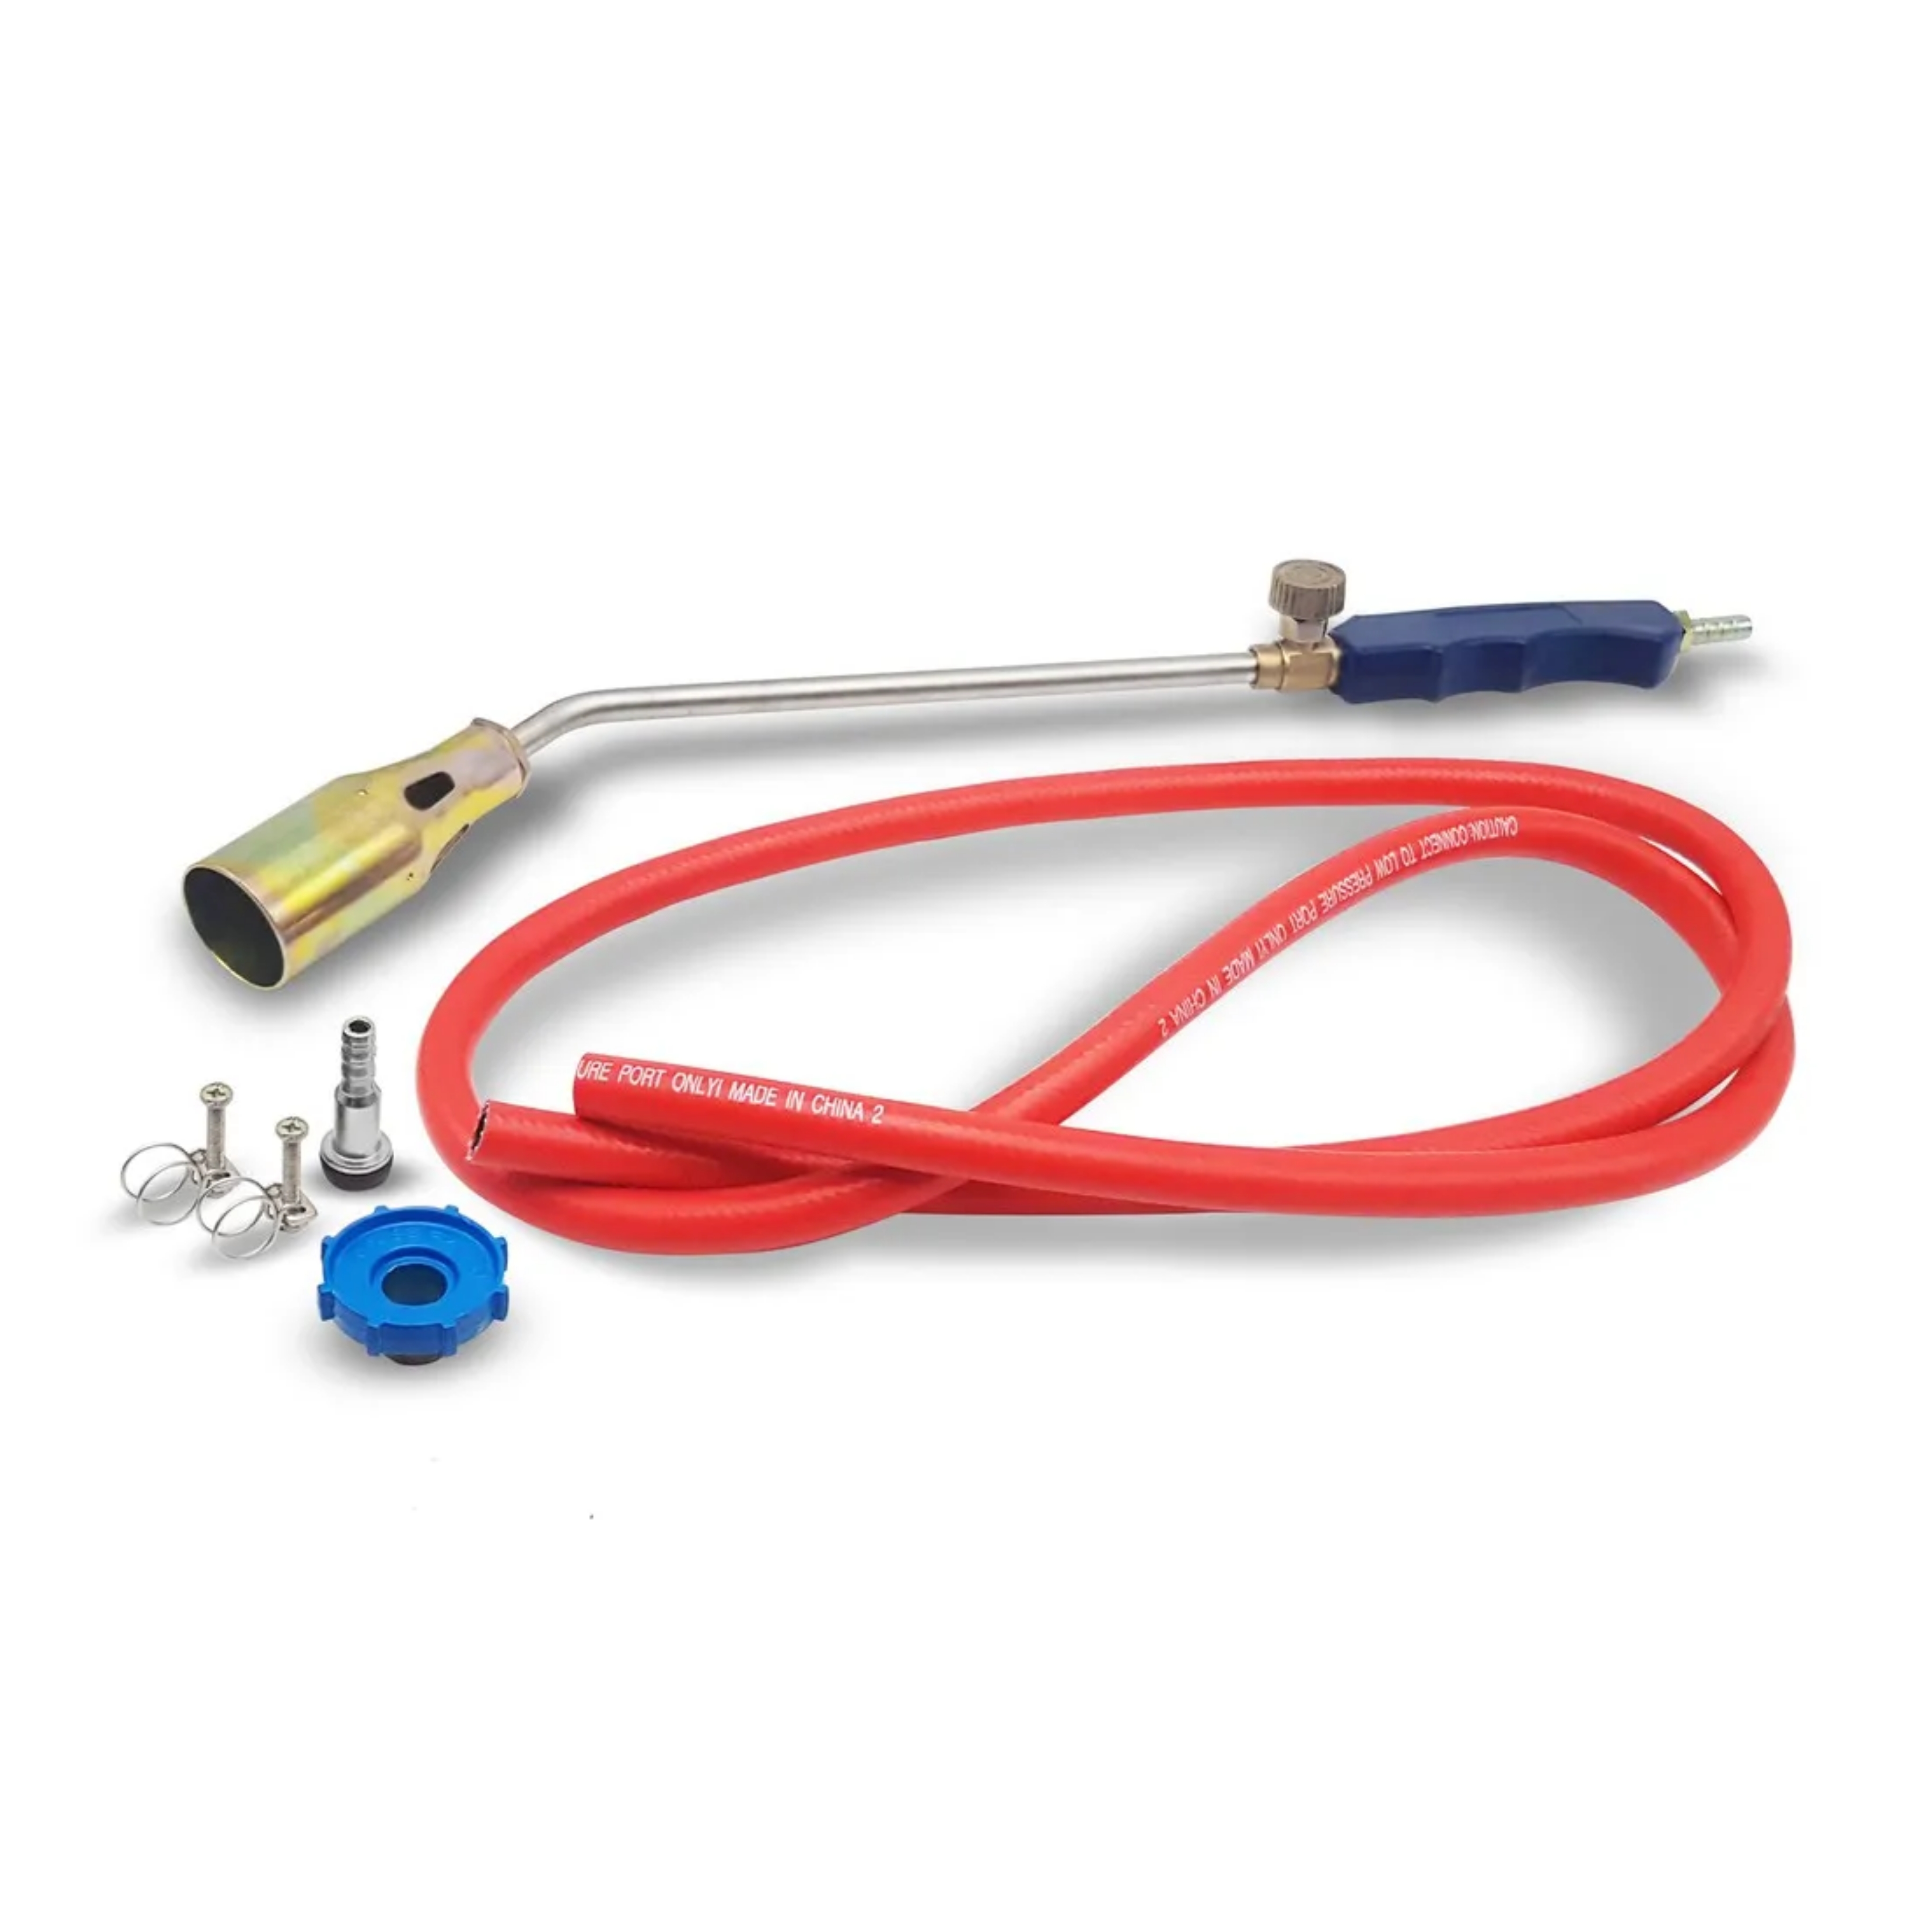 CAUTION: CONNECT TO LOW PRESSURE PORT ONLY! MADE IN CHINA 2
URE PORT ONLY! MADE IN CHINA 2